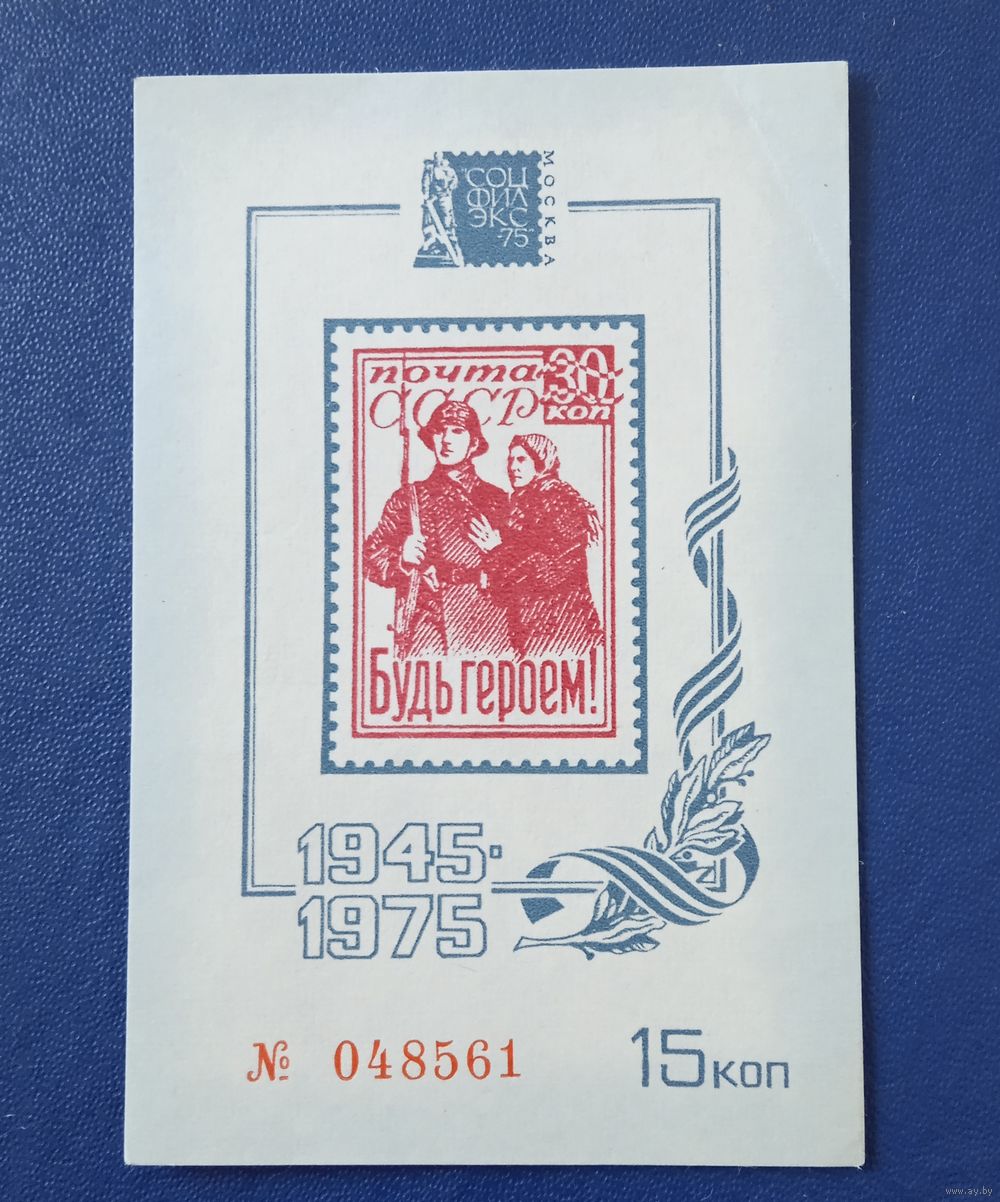 СОЦ
ФИЛ
ЭКС
-75
МОСКВА
почта
СССР
30
коп
Будь героем!
1945-
1975
№ 048561
15 коп
www.ay.by